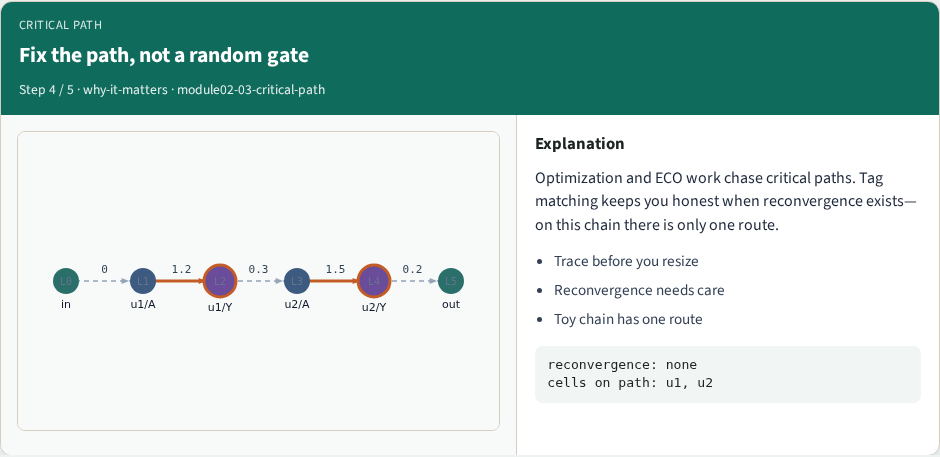 CRITICAL PATH
Fix the path, not a random gate
Step 4 / 5 · why-it-matters · module02-03-critical-path
0 1.2 0.3 1.5 0.2
L0 L1 L2 L3 L4 L5
in u1/A u1/Y u2/A u2/Y out
Explanation
Optimization and ECO work chase critical paths. Tag
matching keeps you honest when reconvergence exists—
on this chain there is only one route.
• Trace before you resize
• Reconvergence needs care
• Toy chain has one route
reconvergence: none
cells on path: u1, u2